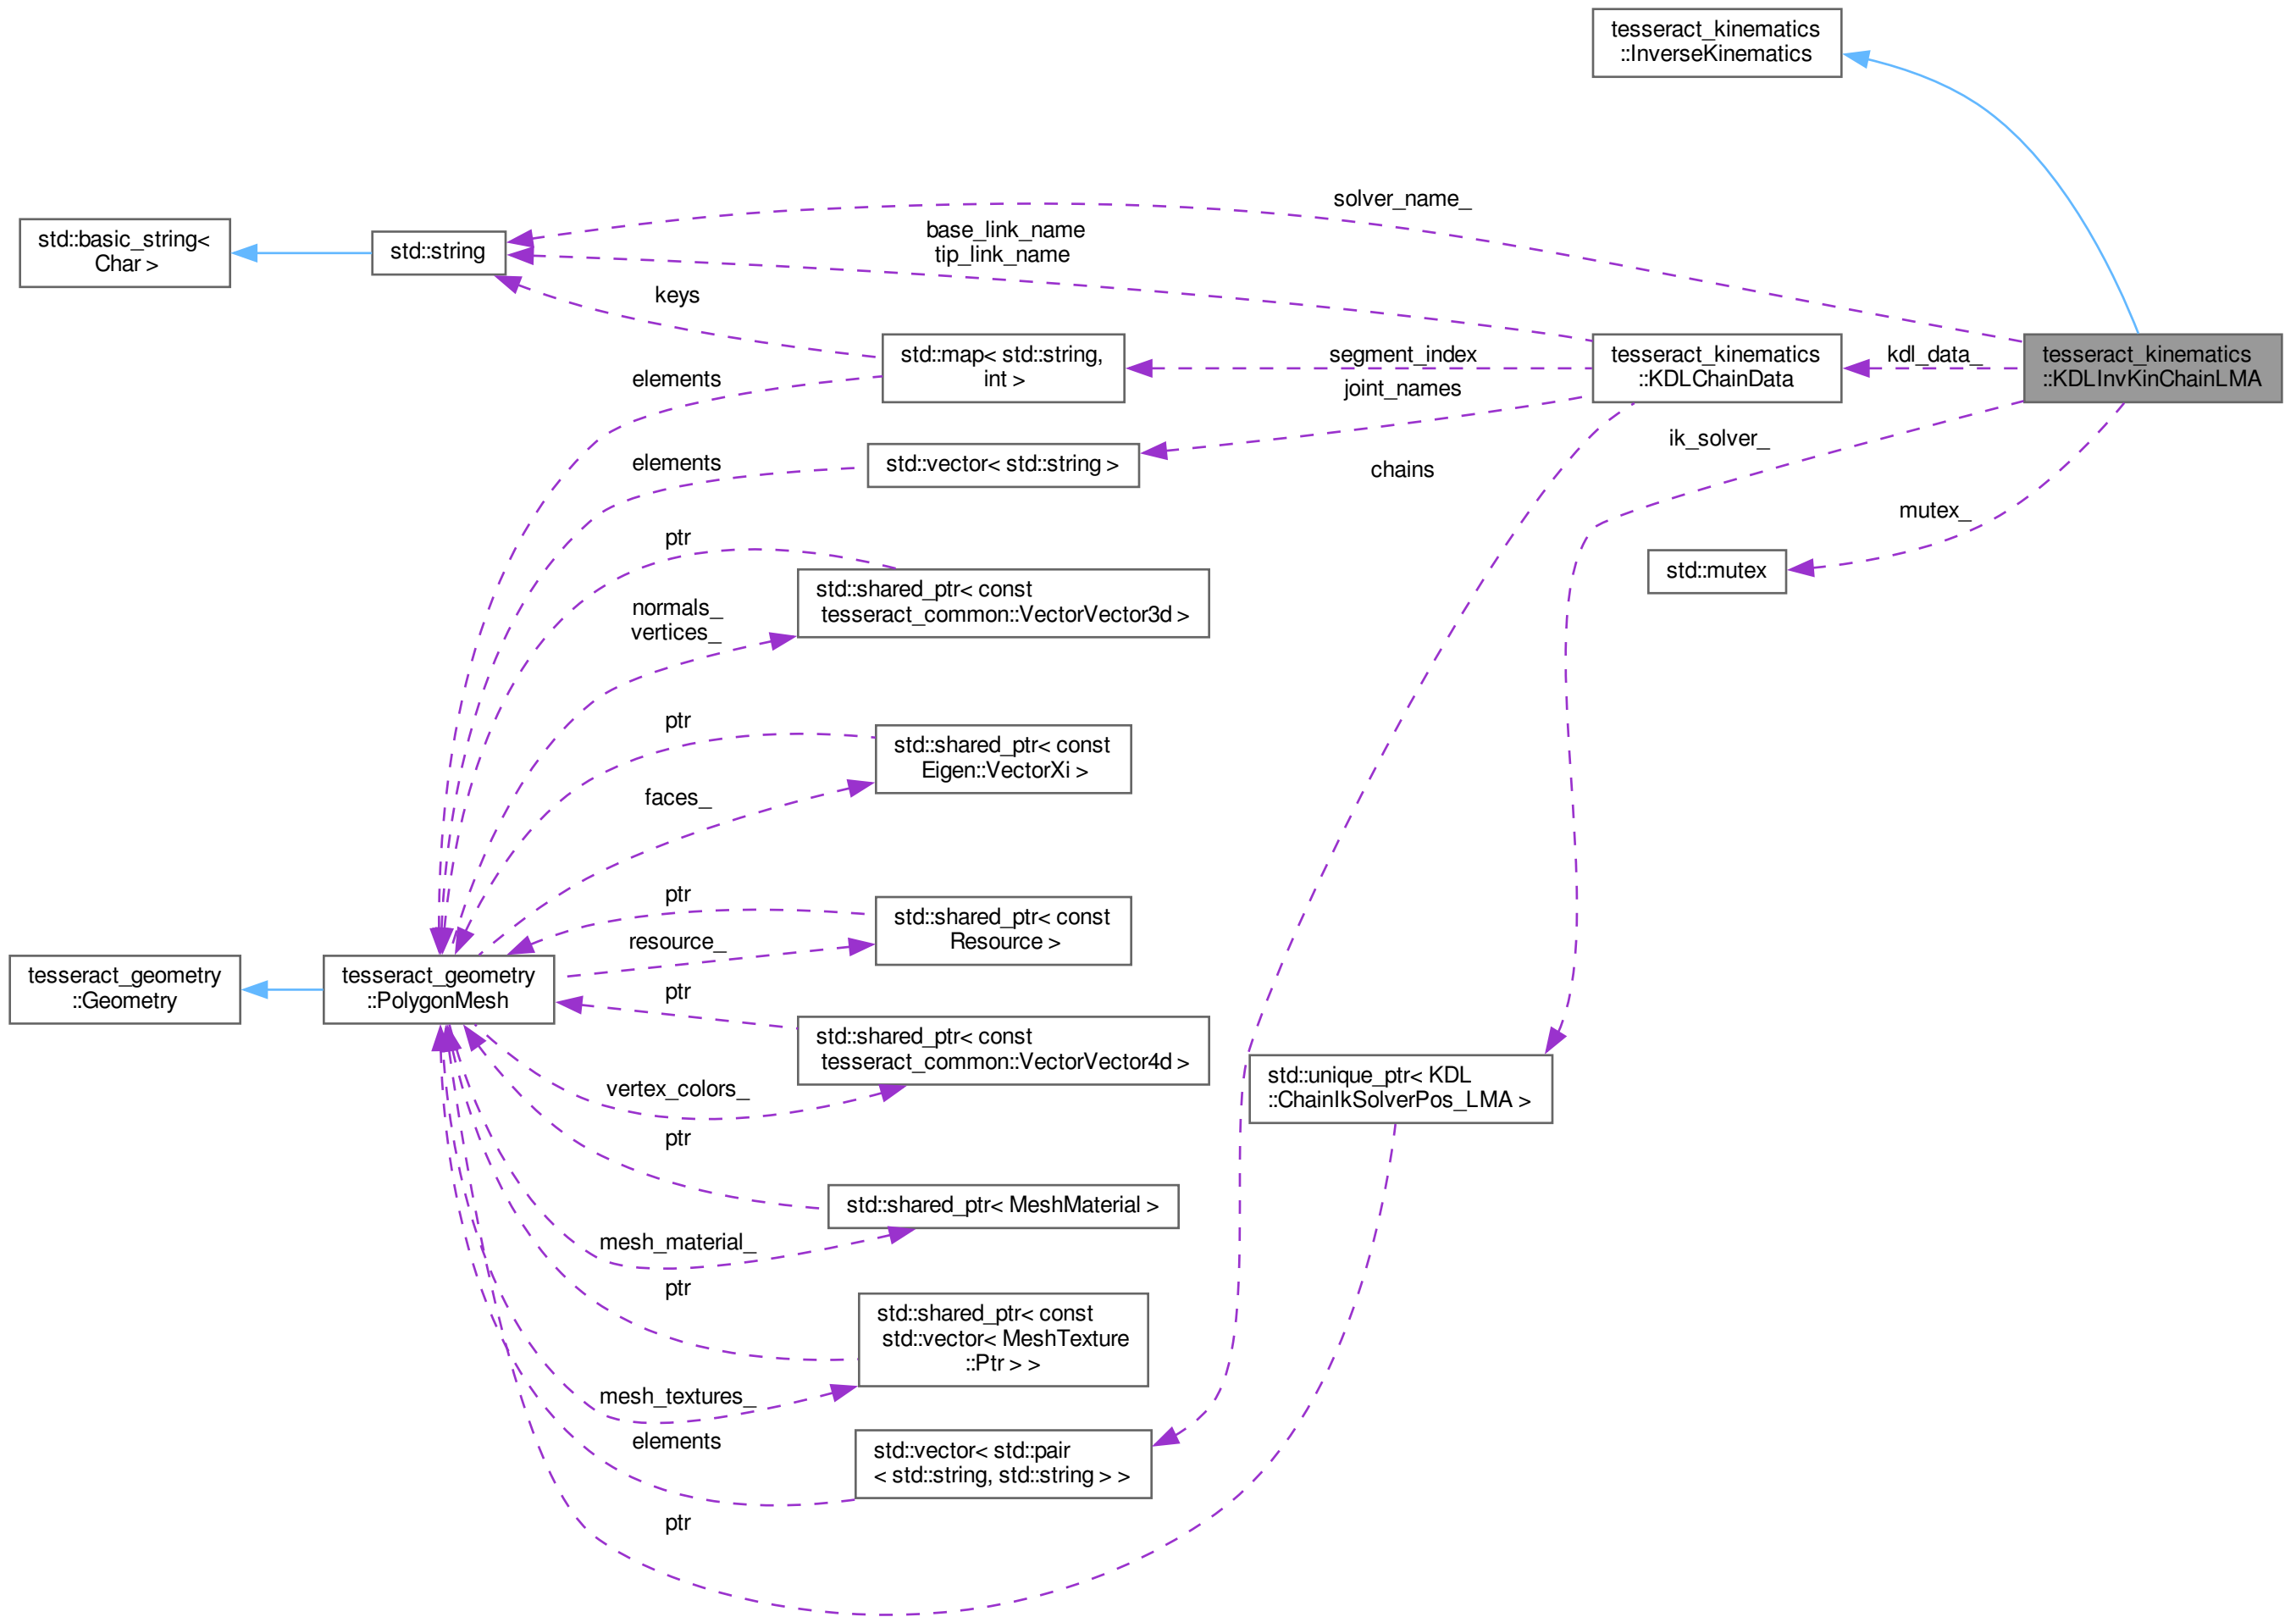 tesseract_kinematics
::InverseKinematics
solver_name_
std::basic_string<
Char >
std::string
base_link_name
tip_link_name
keys
std::map< std::string,
int >
segment_index
joint_names
tesseract_kinematics
::KDLChainData
kdl_data_
tesseract_kinematics
::KDLInvKinChainLMA
elements
elements
std::vector< std::string >
chains
ik_solver_
mutex_
std::mutex
ptr
std::shared_ptr< const
tesseract_common::VectorVector3d >
normals_
vertices_
ptr
std::shared_ptr< const
Eigen::VectorXi >
faces_
ptr
std::shared_ptr< const
Resource >
resource_
tesseract_geometry
::Geometry
tesseract_geometry
::PolygonMesh
ptr
std::shared_ptr< const
tesseract_common::VectorVector4d >
vertex_colors_
std::unique_ptr< KDL
::ChainIkSolverPos_LMA >
ptr
std::shared_ptr< MeshMaterial >
mesh_material_
ptr
std::shared_ptr< const
std::vector< MeshTexture
::Ptr > >
mesh_textures_
elements
std::vector< std::pair
< std::string, std::string > >
ptr